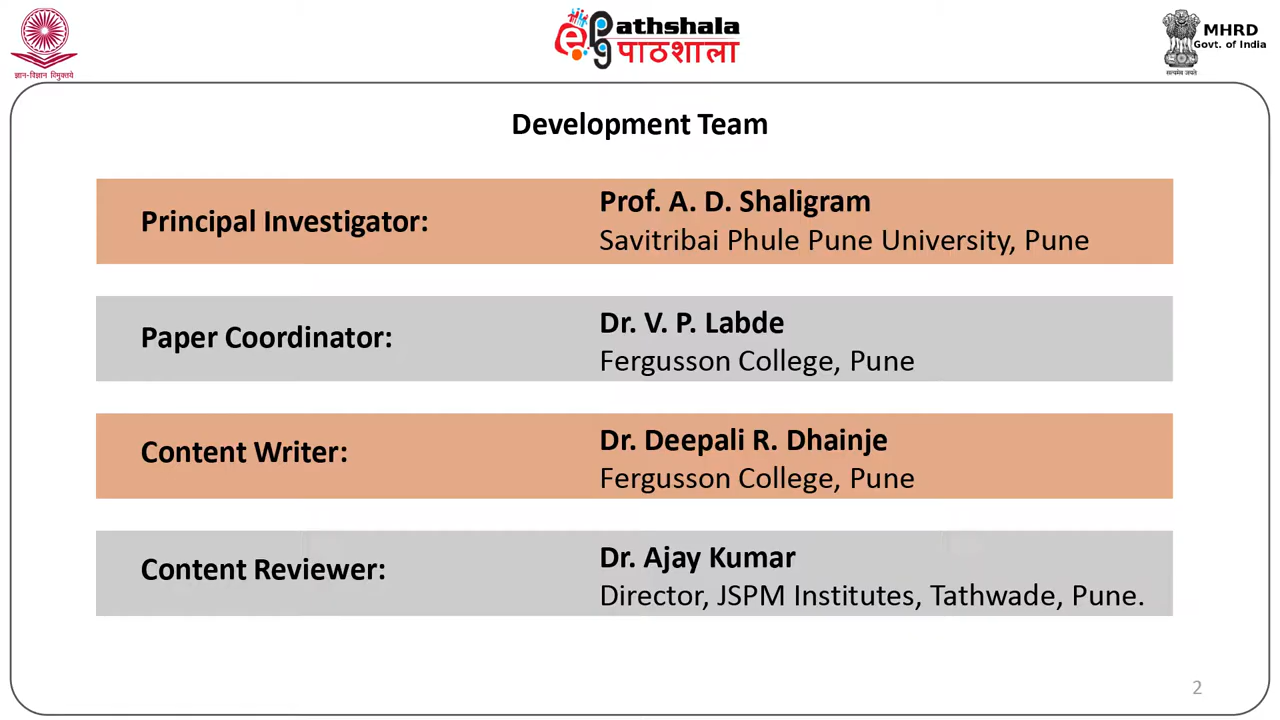 ज्ञान-विज्ञान विमुक्तये
ePG Pathshala
पाठशाला
MHRD
Govt. of India
सत्यमेव जयते
Development Team
Principal Investigator:
Prof. A. D. Shaligram
Savitribai Phule Pune University, Pune
Paper Coordinator:
Dr. V. P. Labde
Fergusson College, Pune
Content Writer:
Dr. Deepali R. Dhainje
Fergusson College, Pune
Content Reviewer:
Dr. Ajay Kumar
Director, JSPM Institutes, Tathwade, Pune.
2